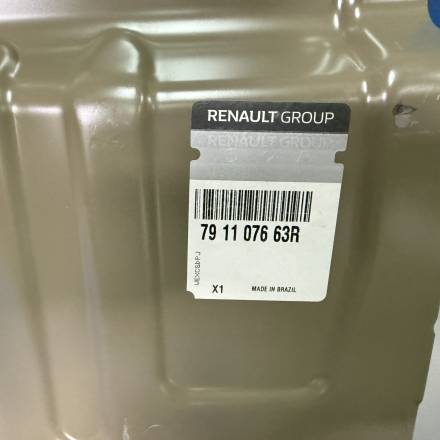 RENAULT GROUP
RENAULT GROUP
79 11 076 63R
X1
MADE IN BRAZIL